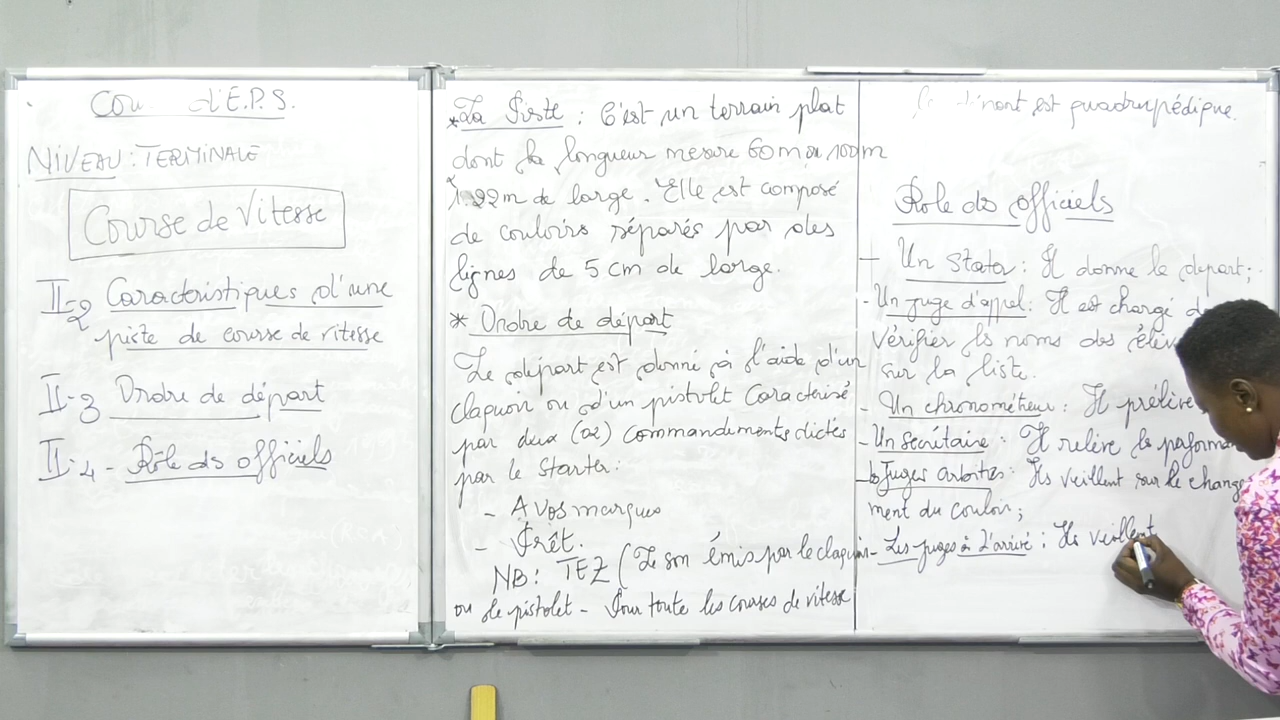 Cou d'E.P.S.
NIVEAU : TERMINALE
Course de Vitesse
II-2 Caractéristiques d'une
piste de course de vitesse
II-3 Ordre de départ
II-4 - Rôle des officiels
* La Piste : C'est un terrain plat
dont la longueur mesure 60m ou 100m
1.22m de large. Elle est composé
de couloirs séparés par des
lignes de 5 cm de large.
* Ordre de départ
Le départ est donné à l'aide d'un
claquoir ou d'un pistolet caractérisé
par deux (02) commandements dictés
par le starter :
- A vos marques
- Prêt.
NB : TEZ (Le son émis par le claquoir
ou le pistolet - Pour toute les courses de vitesse
est quadrupédique.
Rôle des officiels
Un Stater : Il donne le depart ;
- Un juge d'appel : Il est chargé
vérifier les noms des
sur la liste.
- Un chronométreur : Il prélève
- Un secrétaire : Il relève les
- les Juges arbitres : Ils veillent sur le change
ment du couloir ;
- Les juges à l'arrivé : Ils veillent